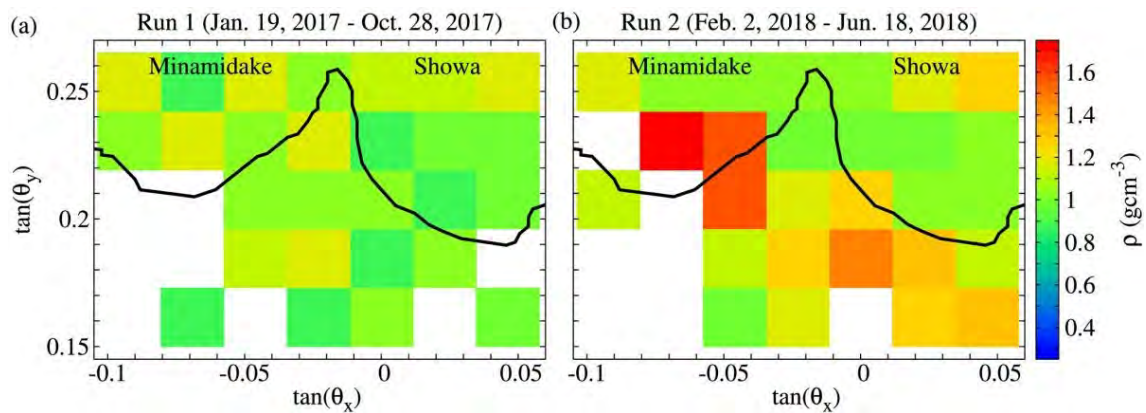 (a) Run 1 (Jan. 19, 2017 - Oct. 28, 2017)
(b) Run 2 (Feb. 2, 2018 - Jun. 18, 2018)
Minamidake Showa
Minamidake Showa
0.25
0.2
0.15
tan(θy)
-0.1 -0.05 0 0.05
tan(θx)
-0.1 -0.05 0 0.05
tan(θx)
1.6
1.4
1.2
1
0.8
0.6
0.4
ρ (gcm⁻³)